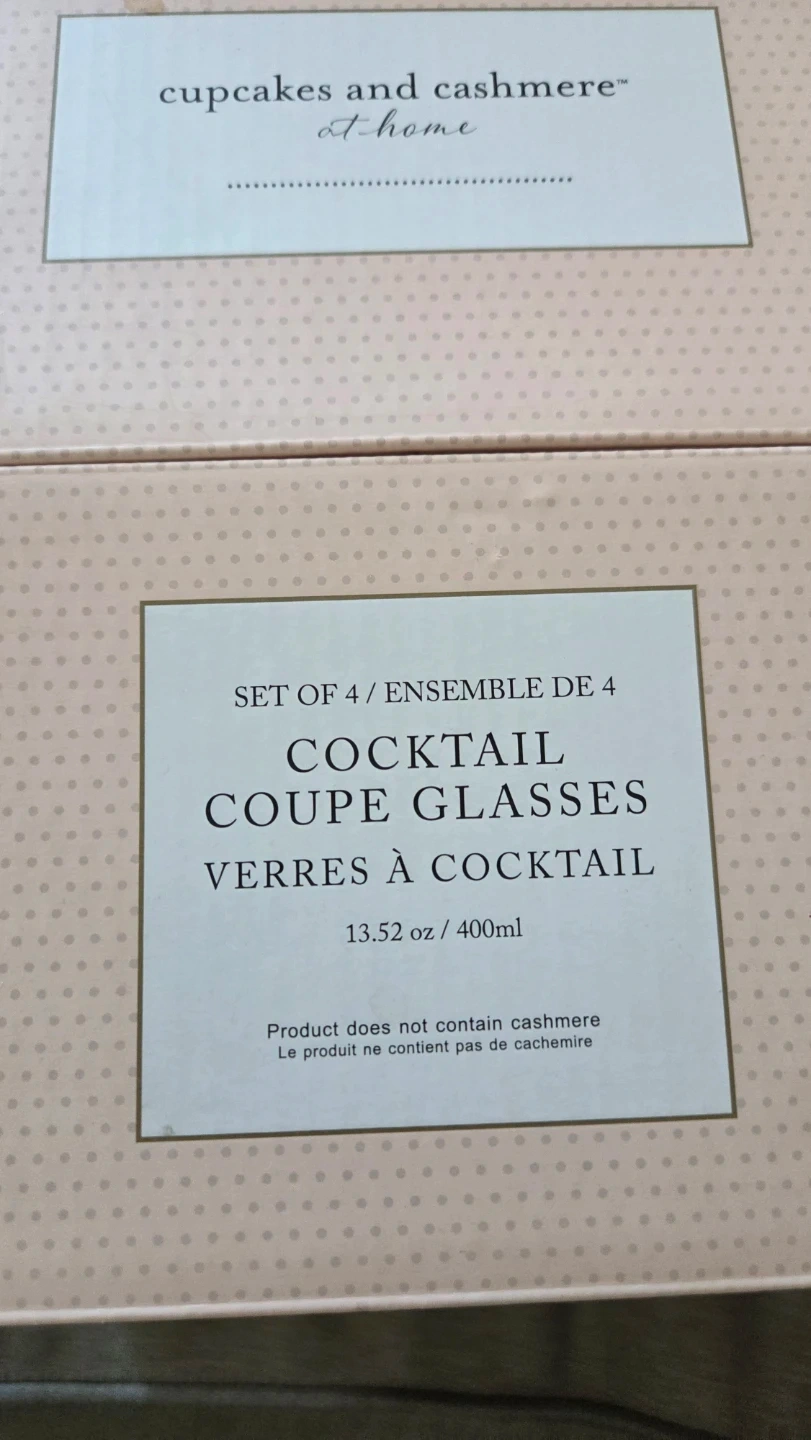 cupcakes and cashmere™
at home
SET OF 4 / ENSEMBLE DE 4
COCKTAIL
COUPE GLASSES
VERRES À COCKTAIL
13.52 oz / 400ml
Product does not contain cashmere
Le produit ne contient pas de cachemire